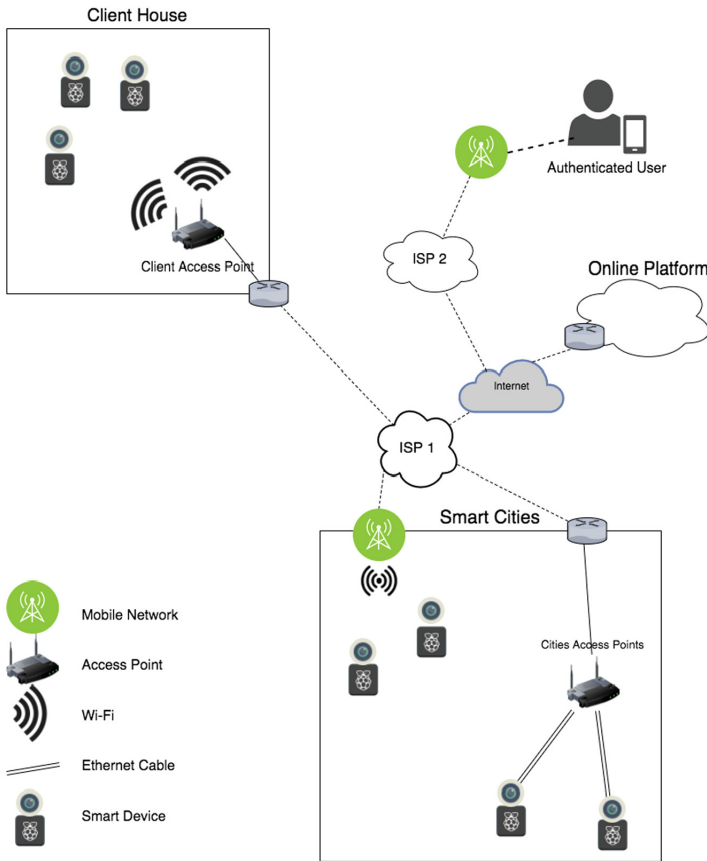 Client House
Authenticated User
Client Access Point
ISP 2
Online Platform
Internet
ISP 1
Smart Cities
Mobile Network
Cities Access Points
Access Point
Wi-Fi
Ethernet Cable
Smart Device